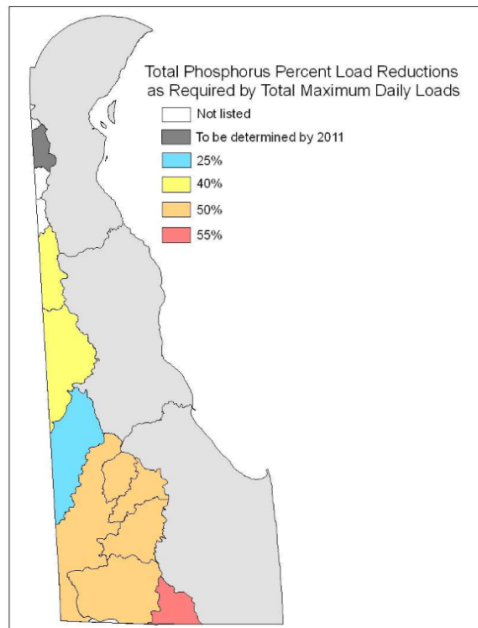 Total Phosphorus Percent Load Reductions
as Required by Total Maximum Daily Loads
Not listed
To be determined by 2011
25%
40%
50%
55%